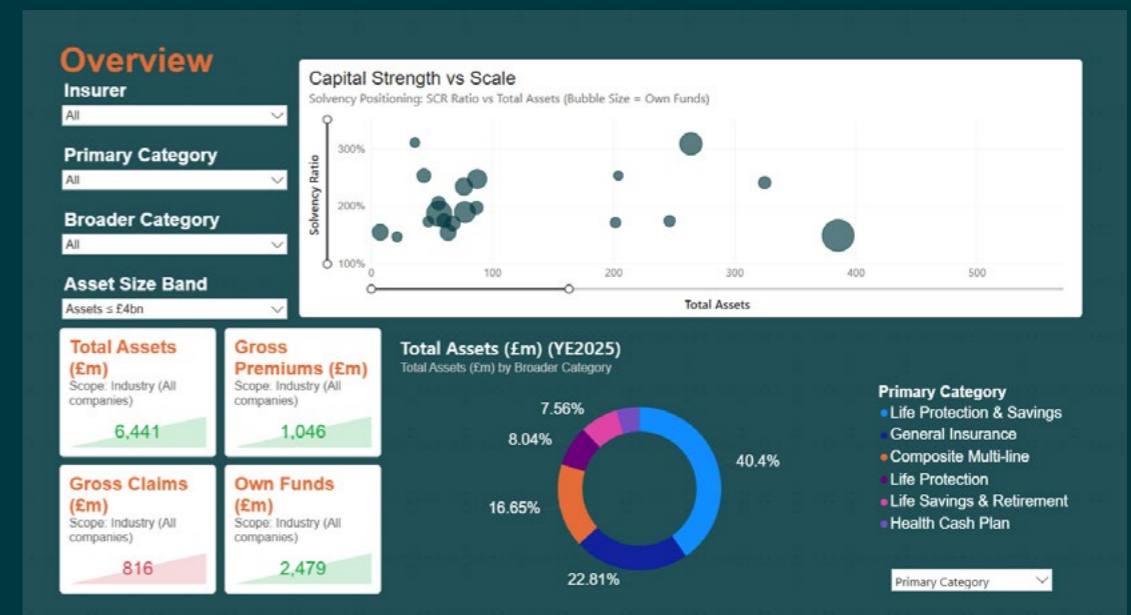 Overview
Insurer
All
Primary Category
All
Broader Category
All
Asset Size Band
Assets ≤ £4bn
Capital Strength vs Scale
Solvency Positioning: SCR Ratio vs Total Assets (Bubble Size = Own Funds)
Solvency Ratio
300%
200%
100%
0
100
200
300
400
500
Total Assets
Total Assets
(£m)
Scope: Industry (All
companies)
6,441
Gross
Premiums (£m)
Scope: Industry (All
companies)
1,046
Gross Claims
(£m)
Scope: Industry (All
companies)
816
Own Funds
(£m)
Scope: Industry (All
companies)
2,479
Total Assets (£m) (YE2025)
Total Assets (£m) by Broader Category
7.56%
8.04%
16.65%
22.81%
40.4%
Primary Category
Life Protection & Savings
General Insurance
Composite Multi-line
Life Protection
Life Savings & Retirement
Health Cash Plan
Primary Category